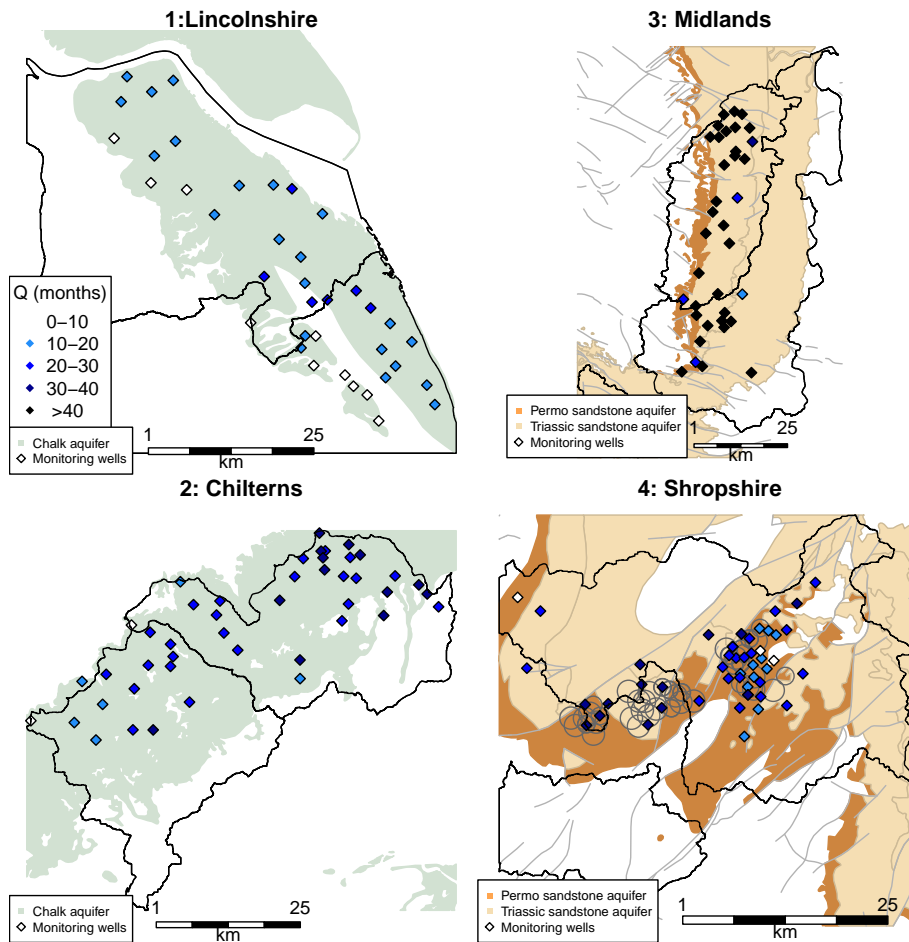 1:Lincolnshire
Q (months)
0–10
10–20
20–30
30–40
>40
Chalk aquifer
Monitoring wells
1 25
km
3: Midlands
Permo sandstone aquifer
Triassic sandstone aquifer
Monitoring wells
1 25
km
2: Chilterns
Chalk aquifer
Monitoring wells
1 25
km
4: Shropshire
Permo sandstone aquifer
Triassic sandstone aquifer
Monitoring wells
1 25
km